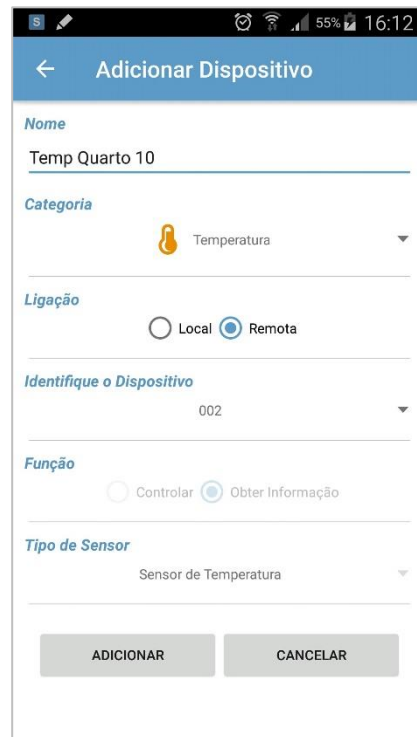 S 55% 16:12
Adicionar Dispositivo
Nome
Temp Quarto 10
Categoria
Temperatura
Ligação
Local Remota
Identifique o Dispositivo
002
Função
Controlar Obter Informação
Tipo de Sensor
Sensor de Temperatura
ADICIONAR CANCELAR